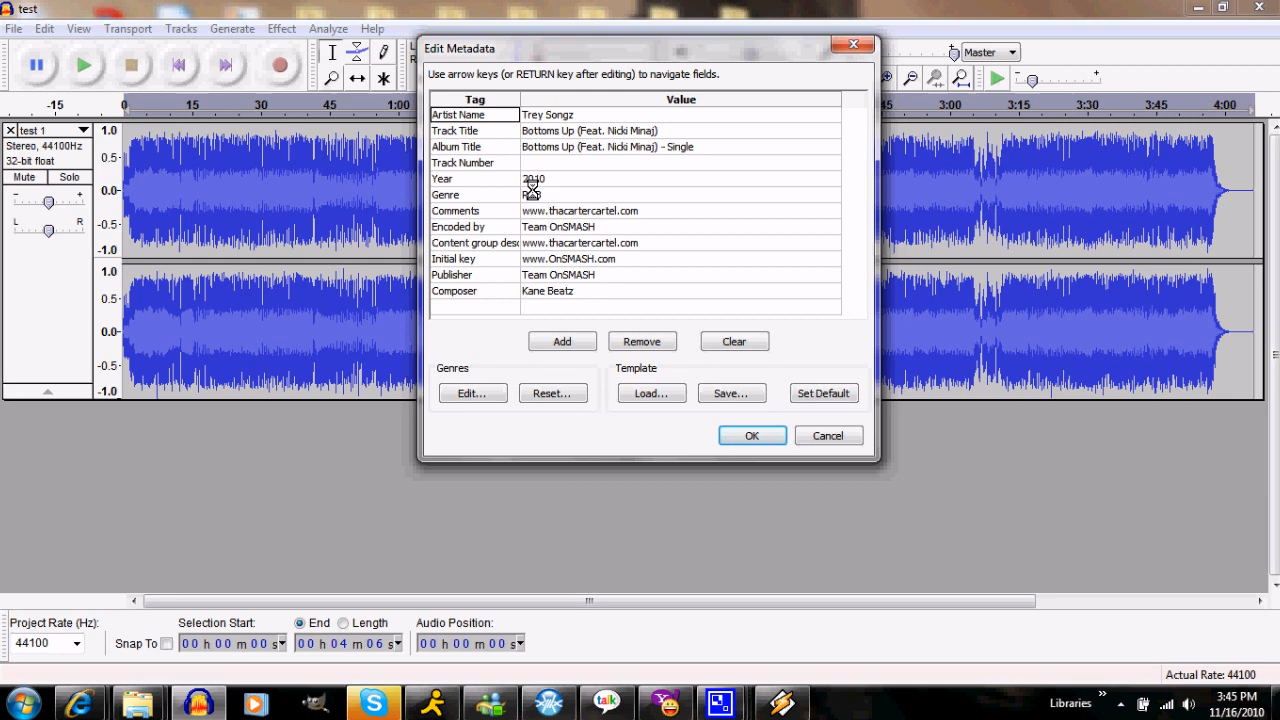 test
File Edit View Transport Tracks Generate Effect Analyze Help
Edit Metadata
Use arrow keys (or RETURN key after editing) to navigate fields.
Master
-15 0 15 30 45 1:00 3:00 3:15 3:30 3:45 4:00
test 1
Stereo, 44100Hz
32-bit float
Mute Solo
- +
L R
1.0
0.5
0.0
-0.5
-1.0
1.0
0.5
0.0
-0.5
-1.0
Tag Value
Artist Name Trey Songz
Track Title Bottoms Up (Feat. Nicki Minaj)
Album Title Bottoms Up (Feat. Nicki Minaj) - Single
Track Number
Year 2010
Genre
Comments www.thacartercartel.com
Encoded by Team OnSMASH
Content group desc www.thacartercartel.com
Initial key www.OnSMASH.com
Publisher Team OnSMASH
Composer Kane Beatz
Add Remove Clear
Genres Template
Edit... Reset... Load... Save... Set Default
OK Cancel
Project Rate (Hz): Selection Start: End Length Audio Position:
44100 Snap To 00 h 00 m 00 s 00 h 04 m 06 s 00 h 00 m 00 s
Actual Rate: 44100
talk
Libraries
3:45 PM
11/16/2010